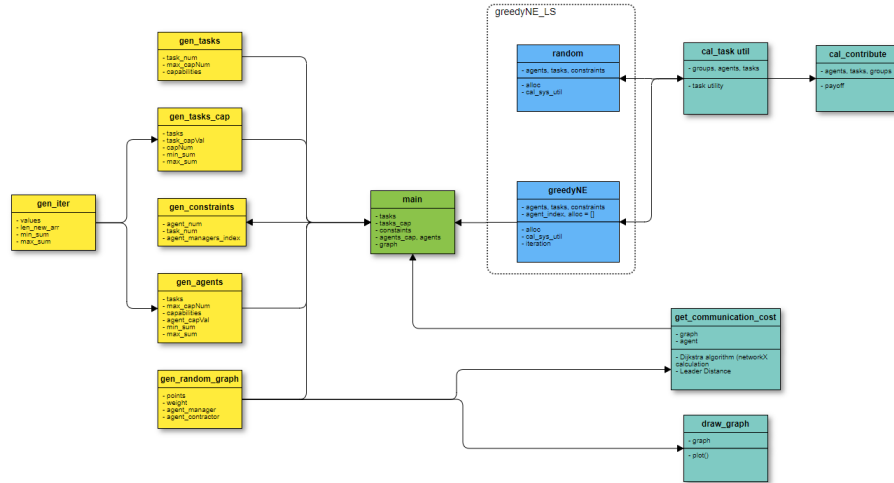 greedyNE_LS
gen_tasks
- task_num
- max_capNum
- capabilities
gen_tasks_cap
- tasks
- task_capVal
- capNum
- min_sum
- max_sum
gen_iter
- values
- len_new_arr
- min_sum
- max_sum
gen_constraints
- agent_num
- task_num
- agent_managers_index
gen_agents
- tasks
- max_capNum
- capabilities
- agent_capVal
- min_sum
- max_sum
gen_random_graph
- points
- weight
- agent_manager
- agent_contractor
main
- tasks
- tasks_cap
- constaints
- agents_cap, agents
- graph
random
- agents, tasks, constraints
- alloc
- cal_sys_util
greedyNE
- agents, tasks, constraints
- agent_index, alloc = []
- alloc
- cal_sys_util
- iteration
cal_task util
- groups, agents, tasks
- task utility
cal_contribute
- agents, tasks, groups
- payoff
get_communication_cost
- graph
- agent
- Dijkstra algorithm (networkX
calculation
- Leader Distance
draw_graph
- graph
- plot()